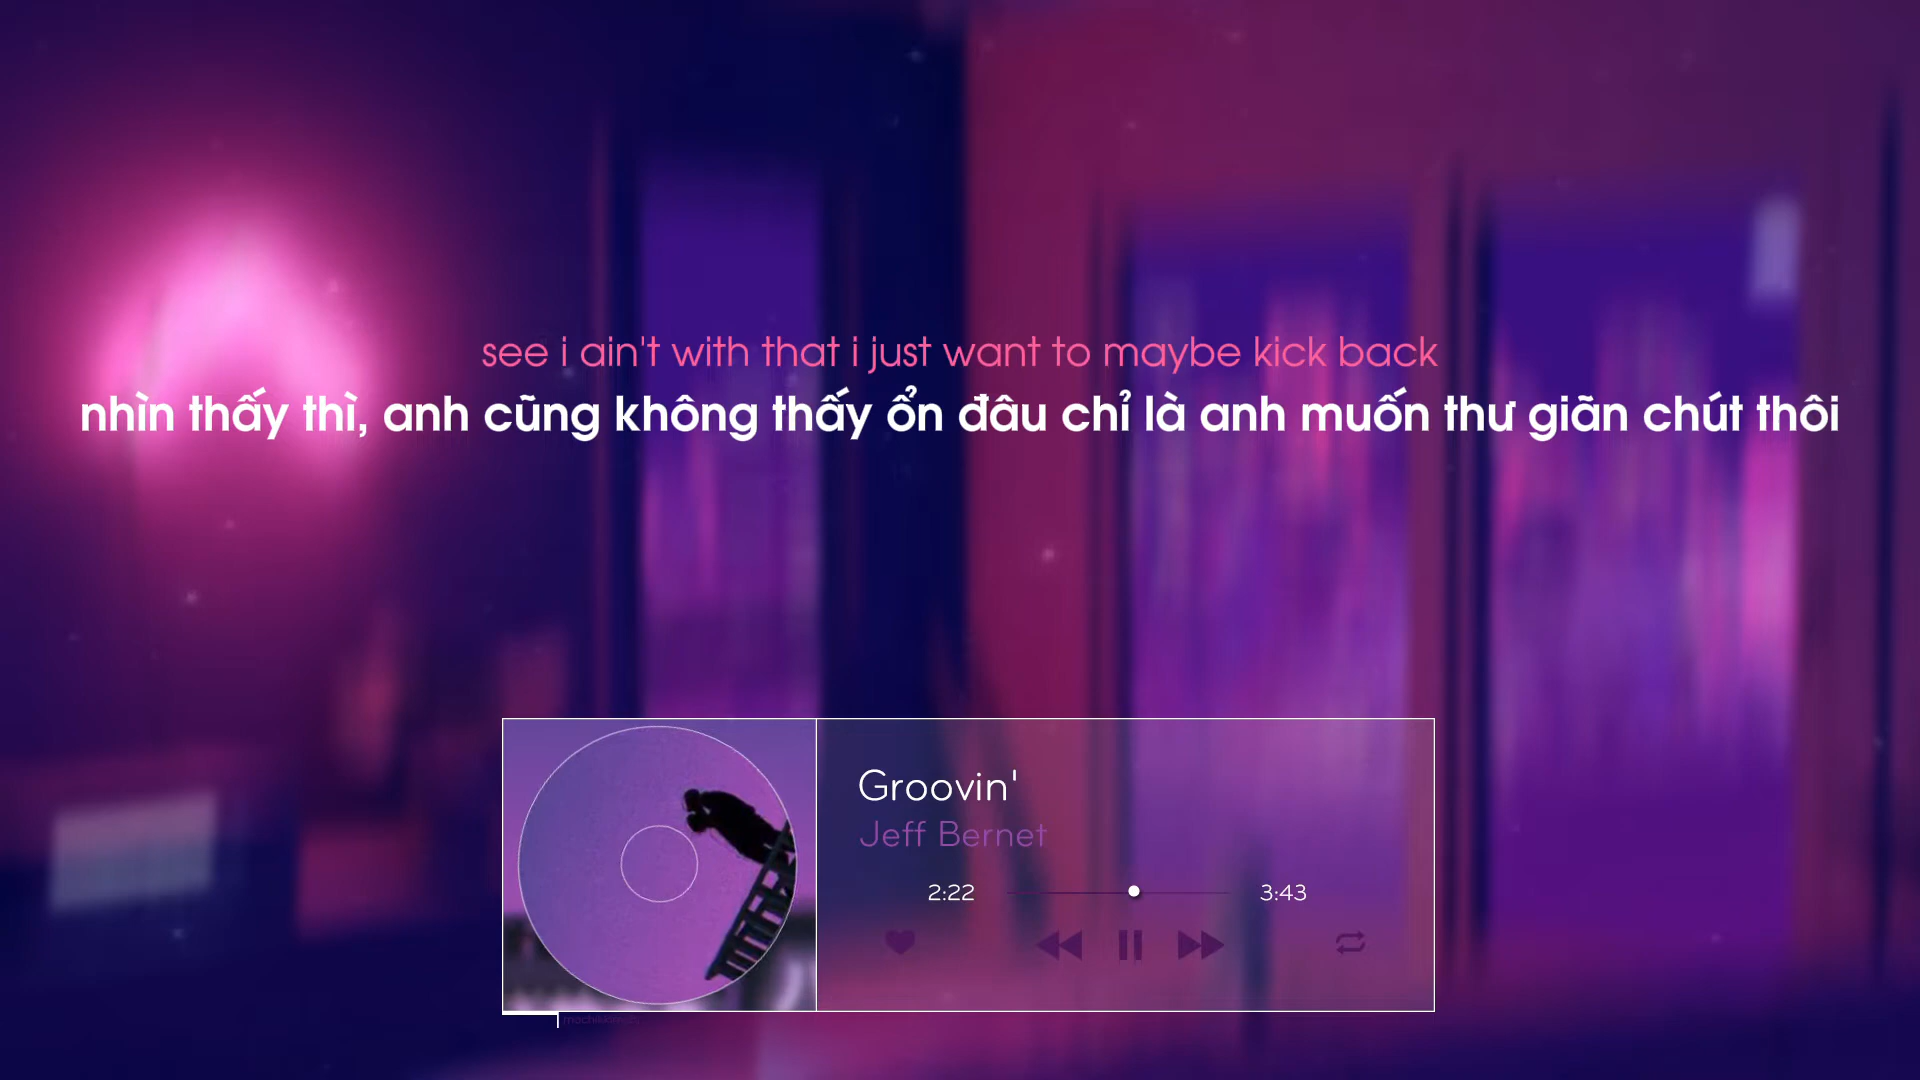 see i ain't with that i just want to maybe kick back
nhìn thấy thì, anh cũng không thấy ổn đâu chỉ là anh muốn thư giãn chút thôi
Groovin'
Jeff Bernet
2:22 3:43